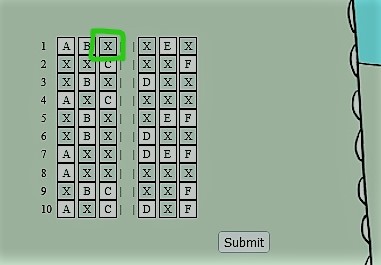 1 A B X | | X E X
2 X X C | | X X F
3 X B X | | D X X
4 A X C | | X X X
5 X B X | | X E F
6 X B X | | D X X
7 A X X | | D E F
8 A X X | | X X X
9 X B C | | X X F
10 A X C | | D X F
Submit